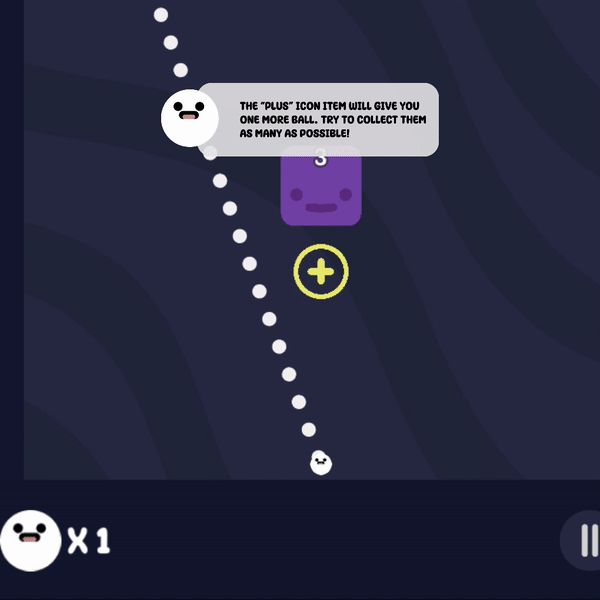 THE "PLUS" ICON ITEM WILL GIVE YOU
ONE MORE BALL. TRY TO COLLECT THEM
AS MANY AS POSSIBLE!
3
X 1